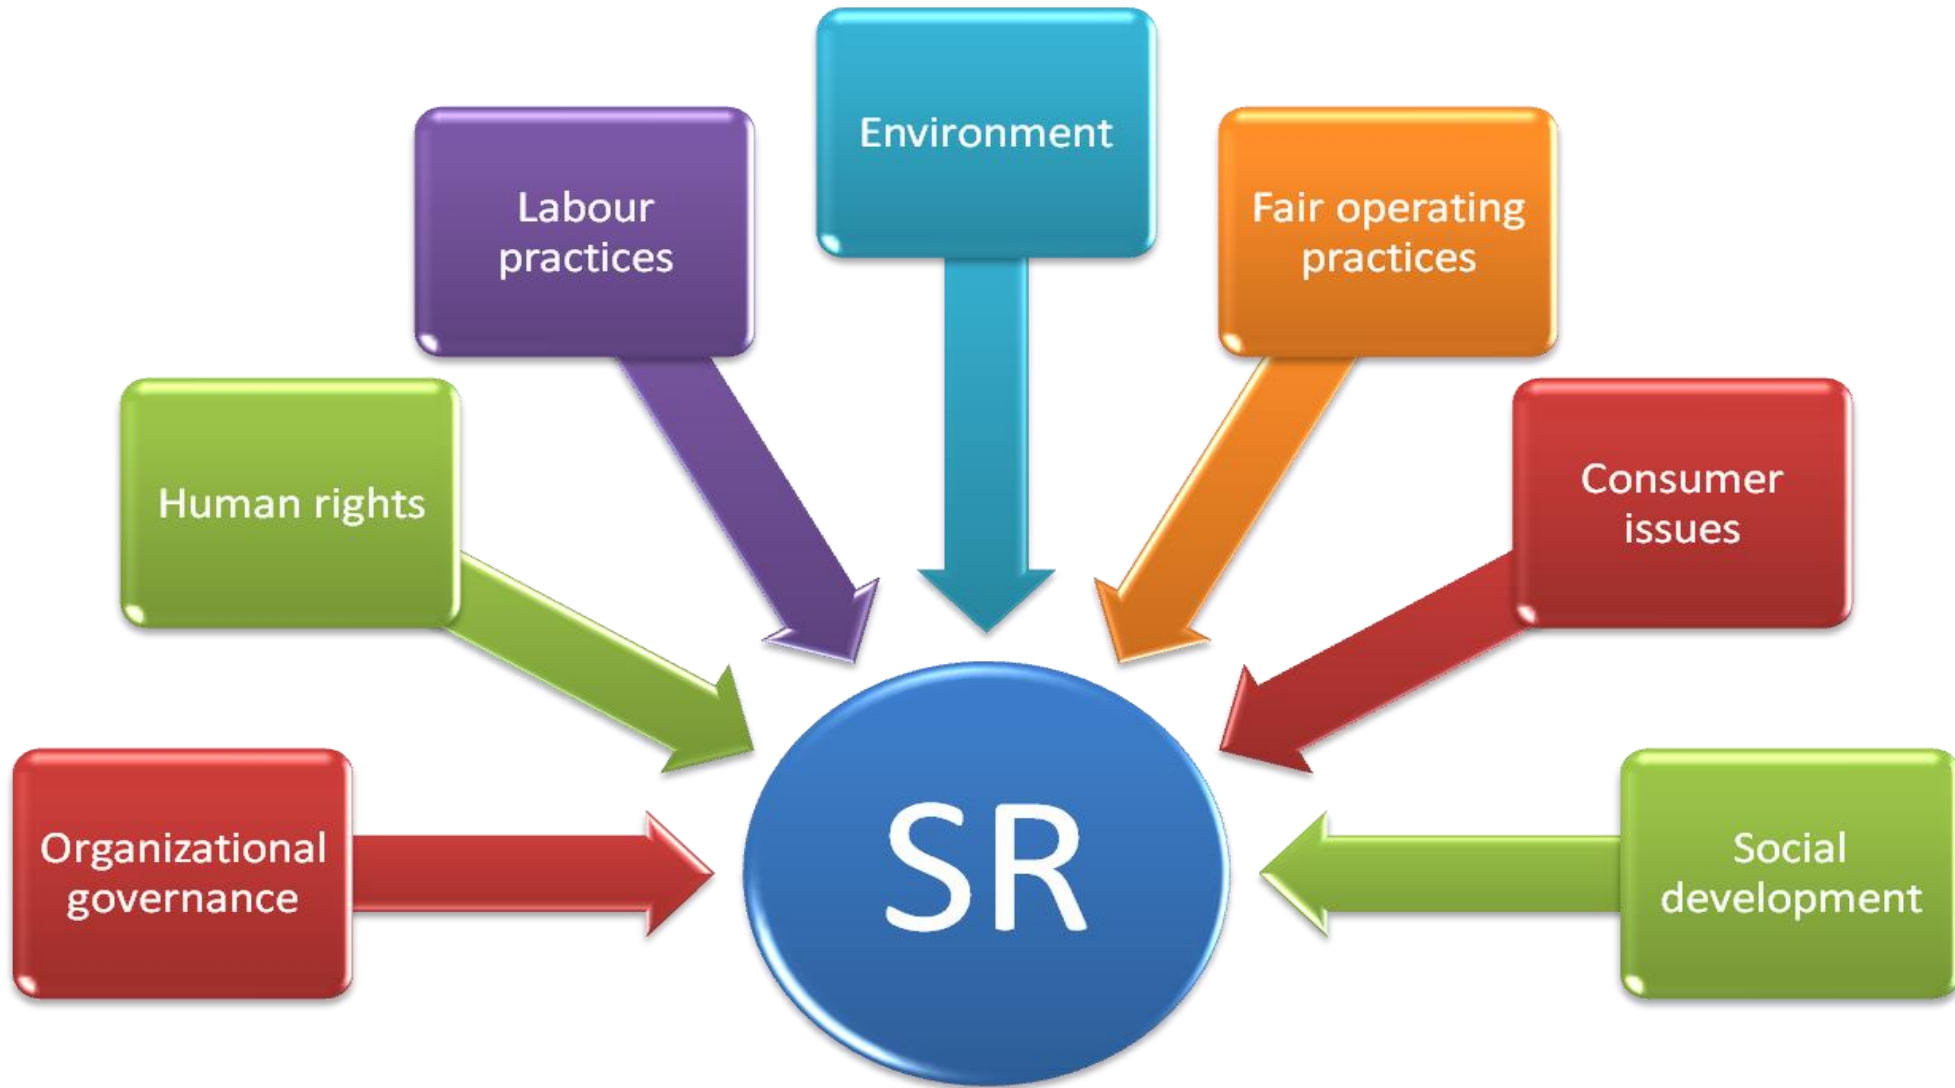 Environment
Labour
practices
Fair operating
practices
Human rights
Consumer
issues
Organizational
governance
SR
Social
development